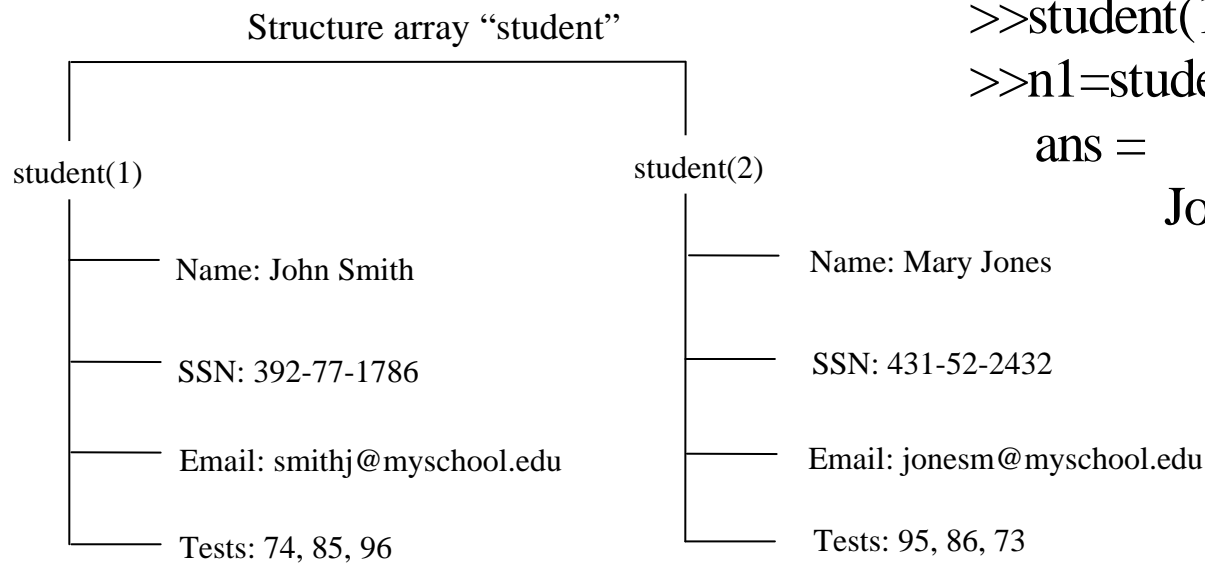 Structure array “student”
student(1)
Name: John Smith
SSN: 392-77-1786
Email: smithj@myschool.edu
Tests: 74, 85, 96
student(2)
Name: Mary Jones
SSN: 431-52-2432
Email: jonesm@myschool.edu
Tests: 95, 86, 73
>>student(1
>>n1=stude
ans =
Jo